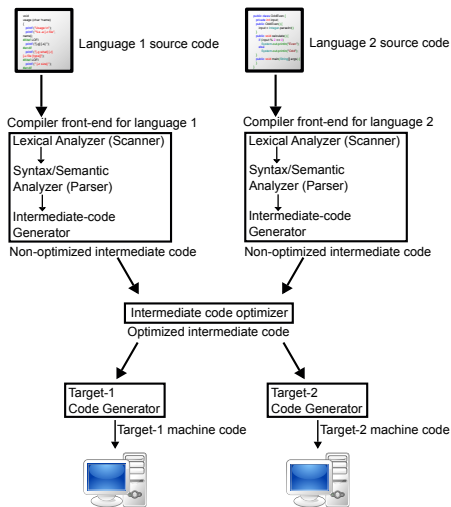 Language 1 source code
Language 2 source code
Compiler front-end for language 1
Lexical Analyzer (Scanner)
Syntax/Semantic
Analyzer (Parser)
Intermediate-code
Generator
Non-optimized intermediate code
Compiler front-end for language 2
Lexical Analyzer (Scanner)
Syntax/Semantic
Analyzer (Parser)
Intermediate-code
Generator
Non-optimized intermediate code
Intermediate code optimizer
Optimized intermediate code
Target-1
Code Generator
Target-1 machine code
Target-2
Code Generator
Target-2 machine code